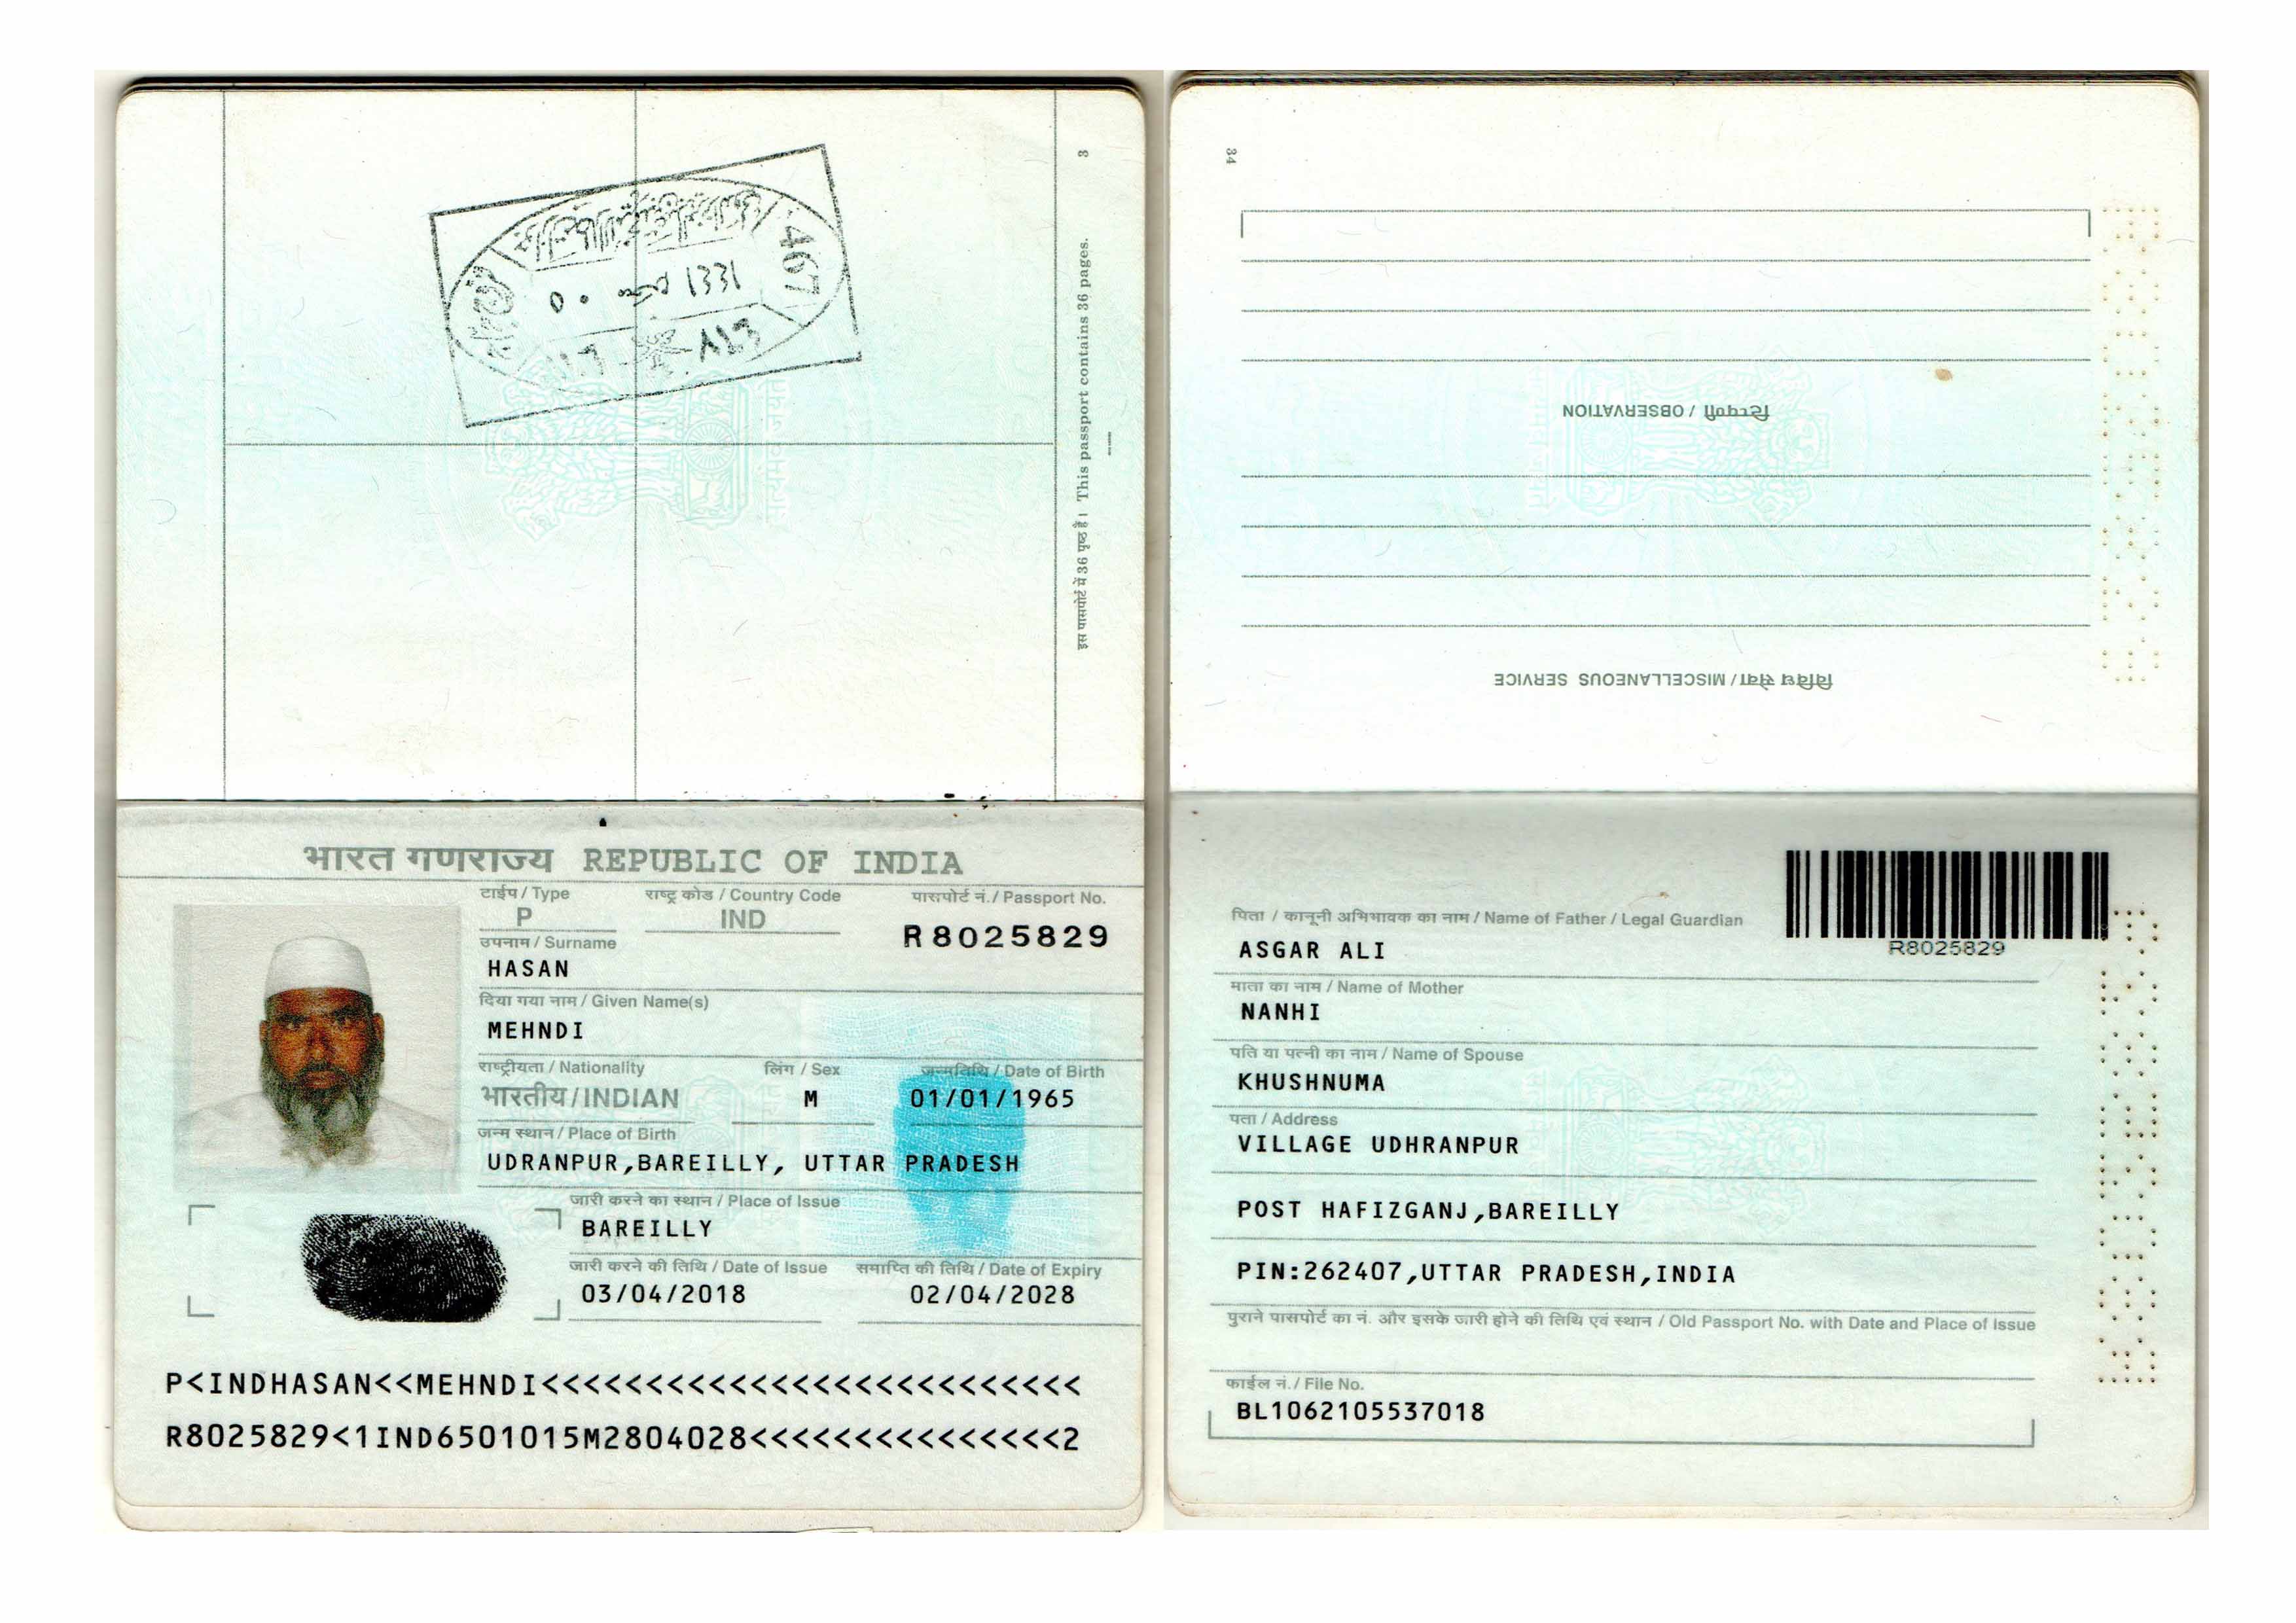 3
इस पासपोर्ट में 36 पृष्ठ हैं। This passport contains 36 pages.
467
भारत गणराज्य REPUBLIC OF INDIA
टाईप / Type
राष्ट्र कोड / Country Code
पासपोर्ट नं. / Passport No.
P
IND
R8025829
उपनाम / Surname
HASAN
दिया गया नाम / Given Name(s)
MEHNDI
राष्ट्रीयता / Nationality
लिंग / Sex
जन्मतिथि / Date of Birth
भारतीय / INDIAN
M
01/01/1965
जन्म स्थान / Place of Birth
UDRANPUR,BAREILLY, UTTAR PRADESH
जारी करने का स्थान / Place of Issue
BAREILLY
जारी करने की तिथि / Date of Issue
समाप्ति की तिथि / Date of Expiry
03/04/2018
02/04/2028
P<INDHASAN<<MEHNDI<<<<<<<<<<<<<<<<<<<<<<<<<<
R8025829<1IND6501015M2804028<<<<<<<<<<<<<<<2
34
टिप्पणी / OBSERVATION
विविध सेवा / MISCELLANEOUS SERVICE
R8025829
पिता / कानूनी अभिभावक का नाम / Name of Father / Legal Guardian
ASGAR ALI
माता का नाम / Name of Mother
NANHI
पति या पत्नी का नाम / Name of Spouse
KHUSHNUMA
पता / Address
VILLAGE UDHRANPUR
POST HAFIZGANJ,BAREILLY
PIN:262407,UTTAR PRADESH,INDIA
पुराने पासपोर्ट का नं. और इसके जारी होने की तिथि एवं स्थान / Old Passport No. with Date and Place of Issue
फाईल नं. / File No.
BL1062105537018